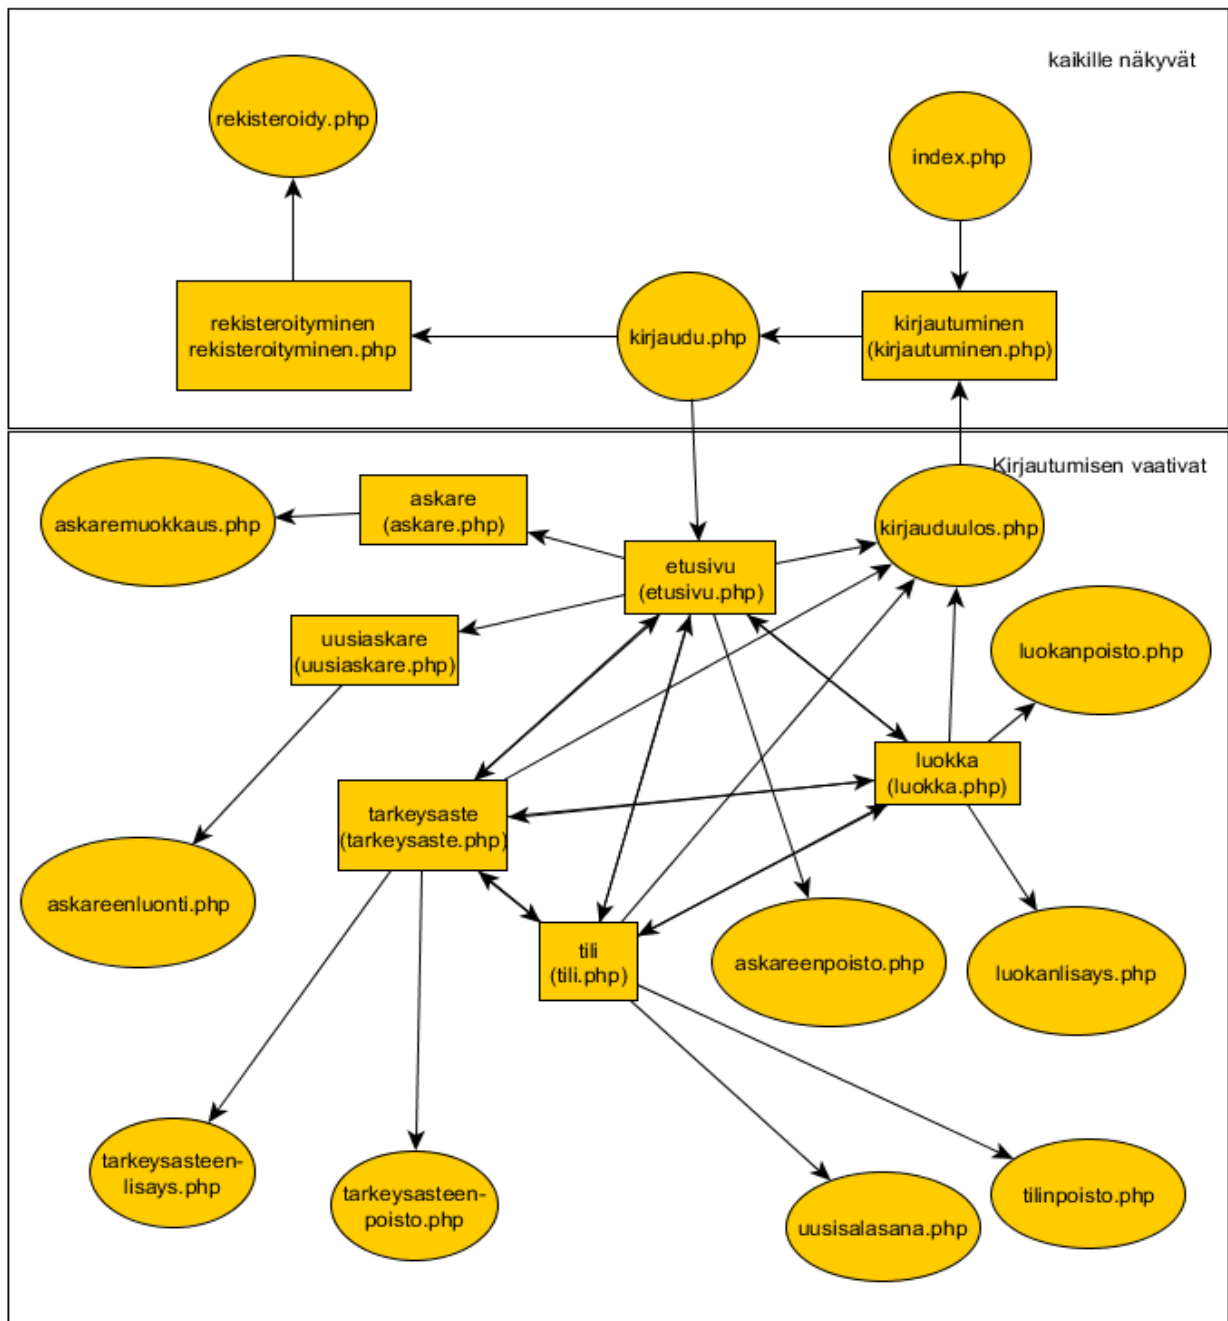 kaikille näkyvät
rekisteroidy.php
index.php
rekisteroityminen
rekisteroityminen.php
kirjaudu.php
kirjautuminen
(kirjautuminen.php)
Kirjautumisen vaativat
askaremuokkaus.php
askare
(askare.php)
kirjauduulos.php
etusivu
(etusivu.php)
uusiaskare
(uusiaskare.php)
luokanpoisto.php
luokka
(luokka.php)
tarkeysaste
(tarkeysaste.php)
askareenluonti.php
tili
(tili.php)
askareenpoisto.php
luokanlisays.php
tarkeysasteen-
lisays.php
tarkeysasteen-
poisto.php
uusisalasana.php
tilinpoisto.php